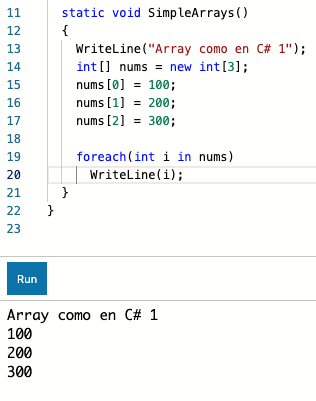 11 static void SimpleArrays()
12 {
13 WriteLine("Array como en C# 1");
14 int[] nums = new int[3];
15 nums[0] = 100;
16 nums[1] = 200;
17 nums[2] = 300;
18
19 foreach(int i in nums)
20 WriteLine(i);
21 }
22 }
23
Run
Array como en C# 1
100
200
300